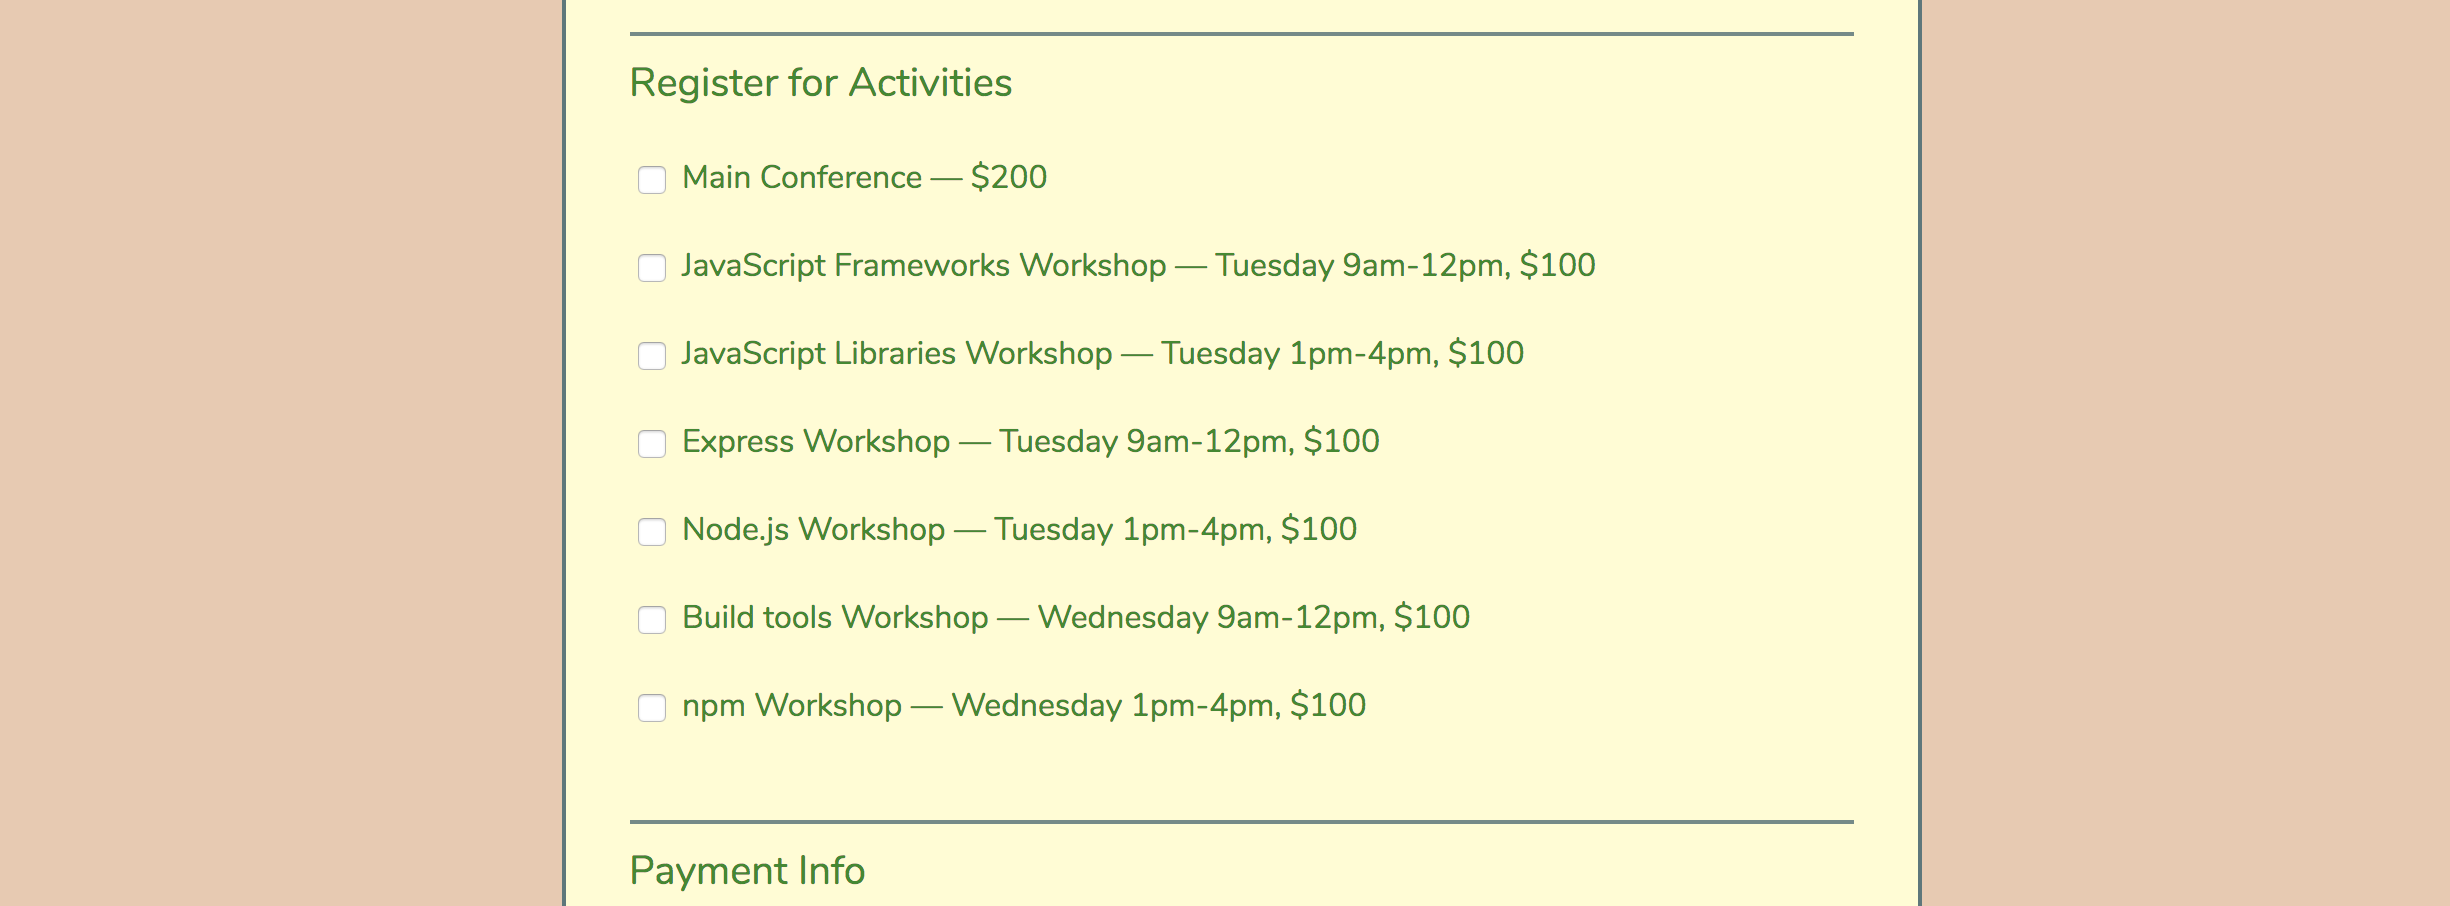 Register for Activities
Main Conference — $200
JavaScript Frameworks Workshop — Tuesday 9am-12pm, $100
JavaScript Libraries Workshop — Tuesday 1pm-4pm, $100
Express Workshop — Tuesday 9am-12pm, $100
Node.js Workshop — Tuesday 1pm-4pm, $100
Build tools Workshop — Wednesday 9am-12pm, $100
npm Workshop — Wednesday 1pm-4pm, $100
Payment Info